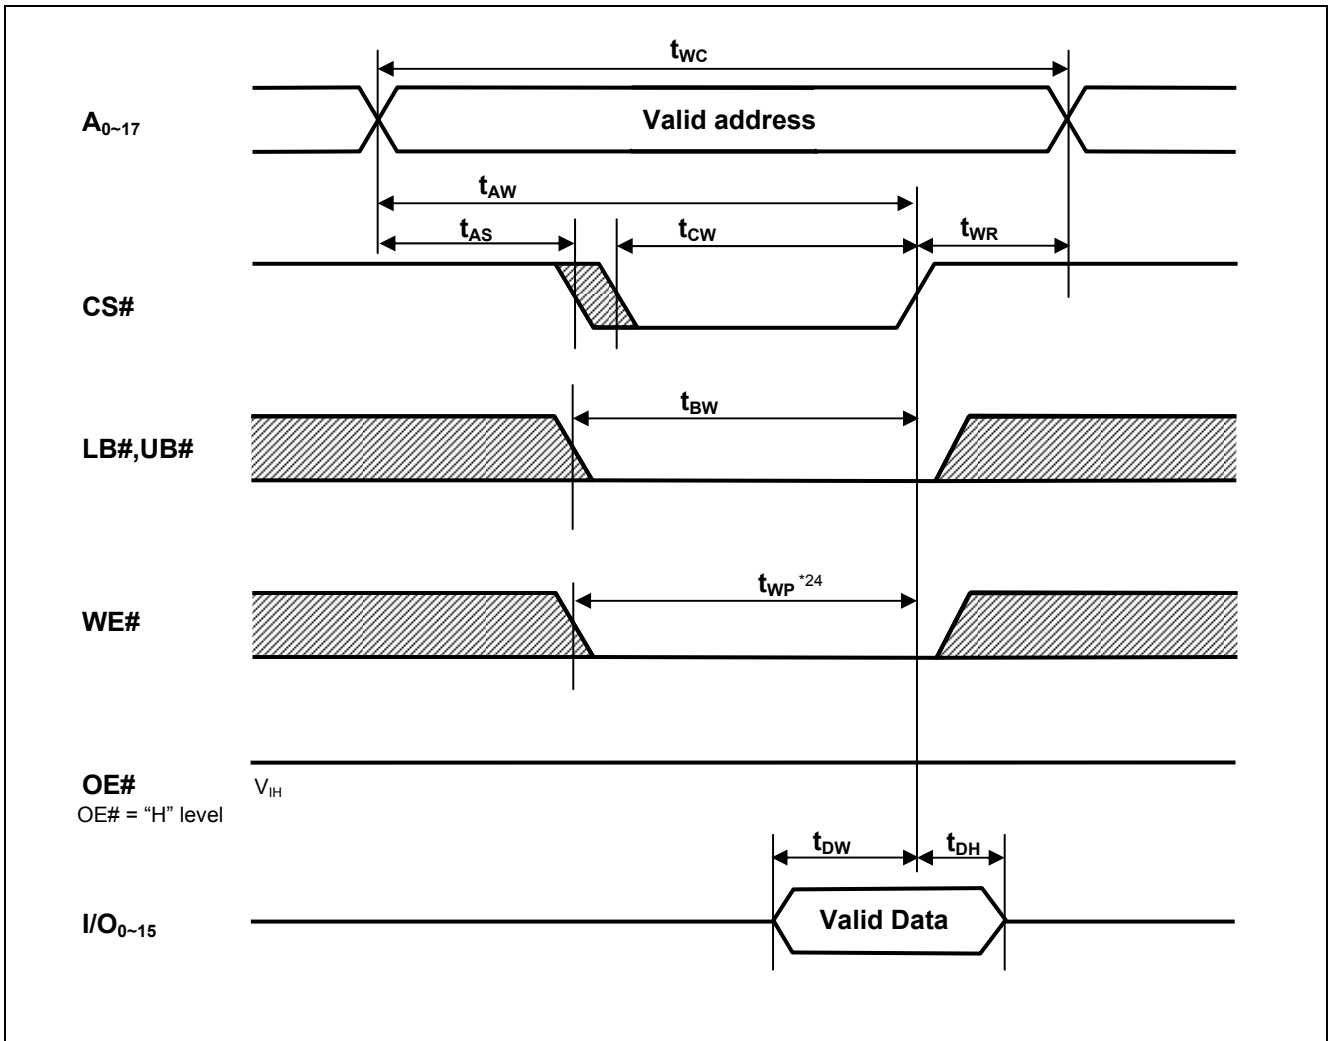 tWC
A0~17
Valid address
tAW
tAS
tCW
tWR
CS#
tBW
LB#,UB#
tWP *24
WE#
OE#
VIH
OE# = “H” level
tDW
tDH
I/O0~15
Valid Data